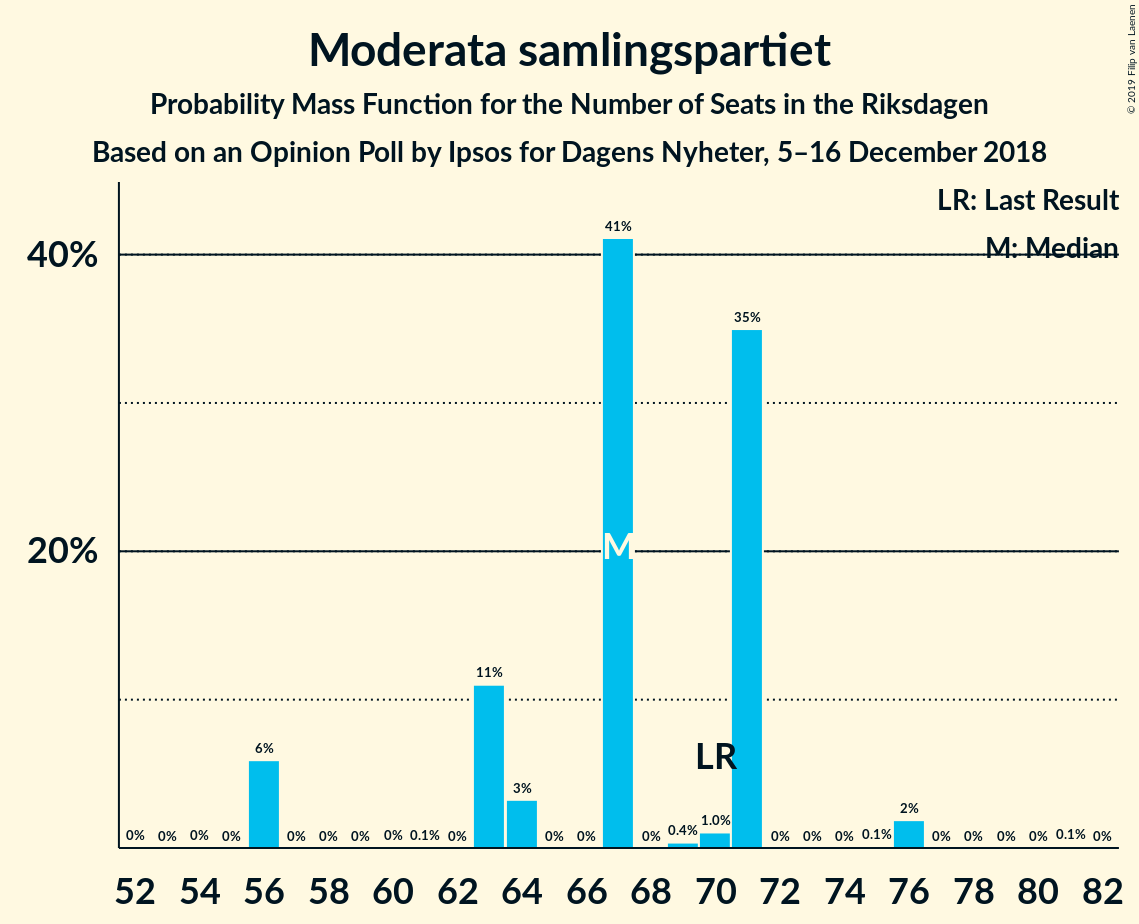 Moderata samlingspartiet
Probability Mass Function for the Number of Seats in the Riksdagen
Based on an Opinion Poll by Ipsos for Dagens Nyheter, 5–16 December 2018
© 2019 Filip van Laenen
LR: Last Result
M: Median
40%
20%
0% 0% 0% 0% 6% 0% 0% 0% 0% 0.1% 0% 11% 3% 0% 0% 41% 0% 0.4% 1.0% 35% 0% 0% 0% 0.1% 2% 0% 0% 0% 0% 0.1% 0%
M
LR
52 54 56 58 60 62 64 66 68 70 72 74 76 78 80 82